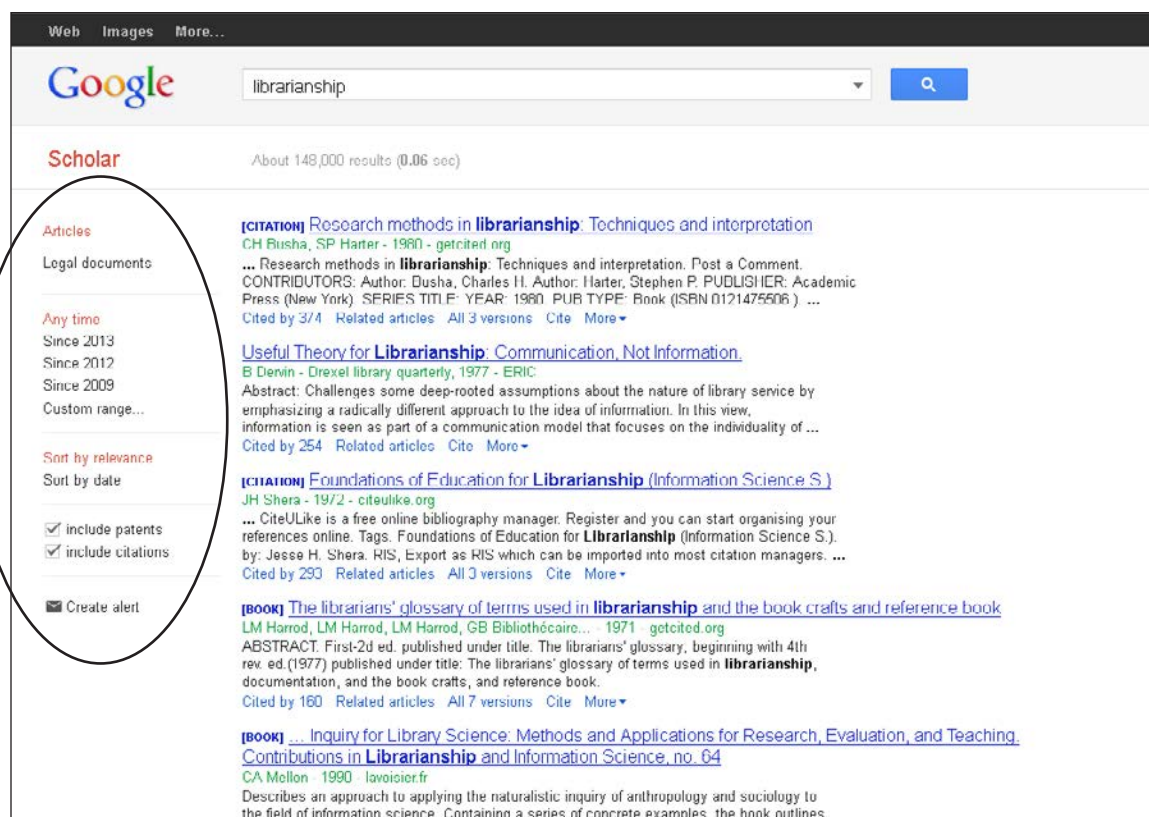 Web Images More...
Google
librarianship
Scholar
About 148,000 results (0.06 sec)
Articles
Legal documents
Any time
Since 2013
Since 2012
Since 2009
Custom range...
Sort by relevance
Sort by date
include patents
include citations
Create alert
[CITATION] Research methods in librarianship: Techniques and interpretation
CH Busha, SP Harter - 1980 - getcited.org
... Research methods in librarianship: Techniques and interpretation. Post a Comment.
CONTRIBUTORS: Author: Busha, Charles H. Author: Harter, Stephen P. PUBLISHER: Academic
Press (New York). SERIES TITLE: YEAR: 1980. PUB TYPE: Book (ISBN 0121475506 ). ...
Cited by 374 Related articles All 3 versions Cite More
Useful Theory for Librarianship: Communication, Not Information.
B Dervin - Drexel library quarterly, 1977 - ERIC
Abstract: Challenges some deep-rooted assumptions about the nature of library service by
emphasizing a radically different approach to the idea of information. In this view,
information is seen as part of a communication model that focuses on the individuality of ...
Cited by 254 Related articles Cite More
[CITATION] Foundations of Education for Librarianship (Information Science S.)
JH Shera - 1972 - citeulike.org
... CiteULike is a free online bibliography manager. Register and you can start organising your
references online. Tags. Foundations of Education for Librarianship (Information Science S.).
by: Jesse H. Shera. RIS, Export as RIS which can be imported into most citation managers. ...
Cited by 293 Related articles All 3 versions Cite More
[BOOK] The librarians' glossary of terms used in librarianship and the book crafts and reference book
LM Harrod, LM Harrod, LM Harrod, GB Bibliothécaire... - 1971 - getcited.org
ABSTRACT. First-2d ed. published under title: The librarians' glossary, beginning with 4th
rev. ed.(1977) published under title: The librarians' glossary of terms used in librarianship,
documentation, and the book crafts, and reference book.
Cited by 160 Related articles All 7 versions Cite More
[BOOK] ... Inquiry for Library Science: Methods and Applications for Research, Evaluation, and Teaching.
Contributions in Librarianship and Information Science, no. 64
CA Mellon - 1990 - lavoisier.fr
Describes an approach to applying the naturalistic inquiry of anthropology and sociology to
the field of information science. Containing a series of concrete examples, the book outlines